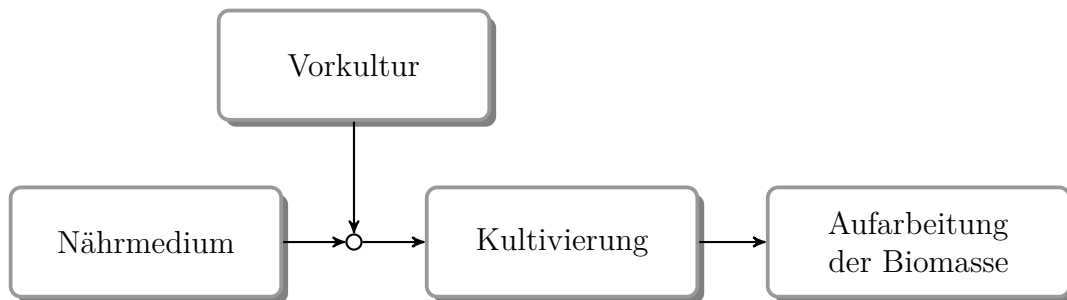 Vorkultur
Nährmedium
Kultivierung
Aufarbeitung
der Biomasse